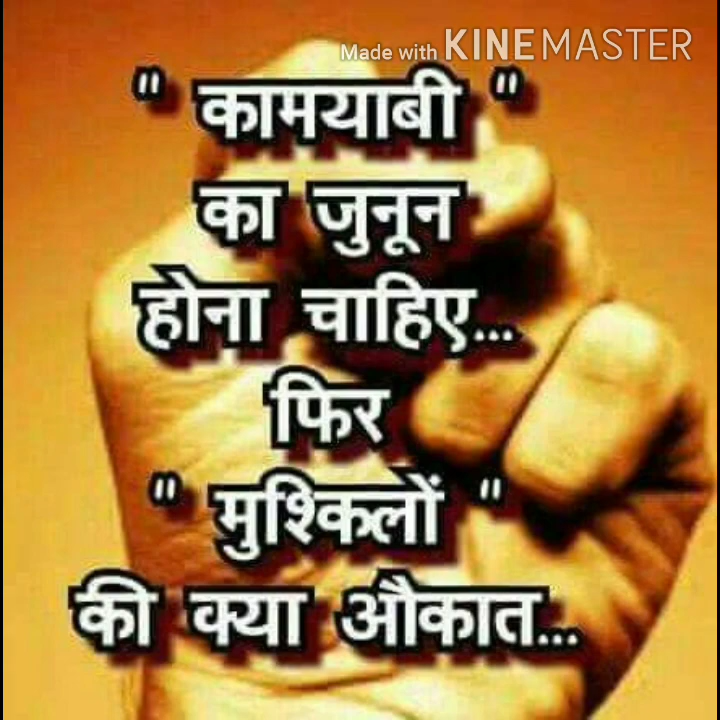 Made with KINEMASTER
" कामयाबी "
का जुनून
होना चाहिए...
फिर
" मुश्किलों "
की क्या औकात...